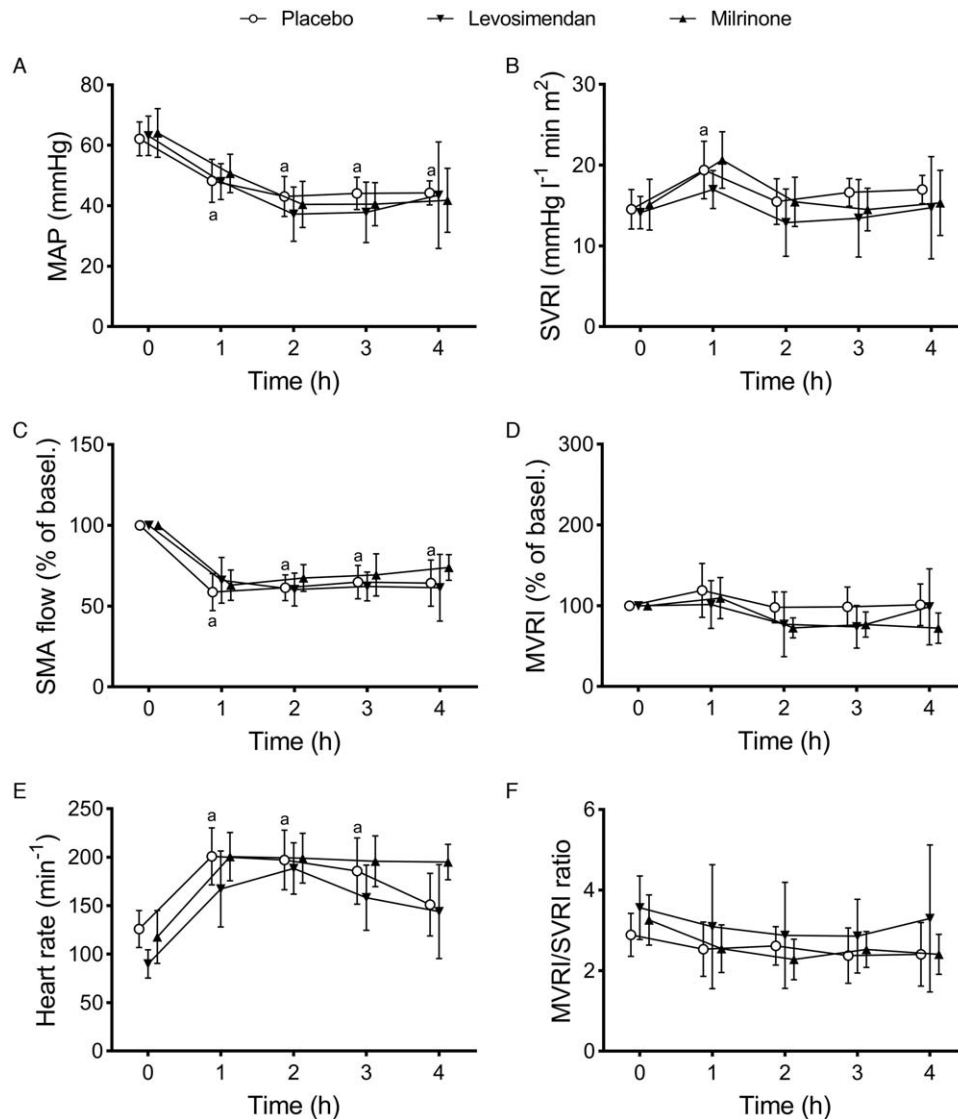 Placebo Levosimendan Milrinone
A
MAP (mmHg)
80
60
40
20
0
a
a
a
a
0 1 2 3 4
Time (h)
B
SVRI (mmHg l⁻¹ min m²)
30
20
10
0
a
0 1 2 3 4
Time (h)
C
SMA flow (% of basel.)
150
100
50
0
a
a
a
a
0 1 2 3 4
Time (h)
D
MVRI (% of basel.)
300
200
100
0
0 1 2 3 4
Time (h)
E
Heart rate (min⁻¹)
250
200
150
100
50
0
a
a
a
0 1 2 3 4
Time (h)
F
MVRI/SVRI ratio
6
4
2
0
0 1 2 3 4
Time (h)